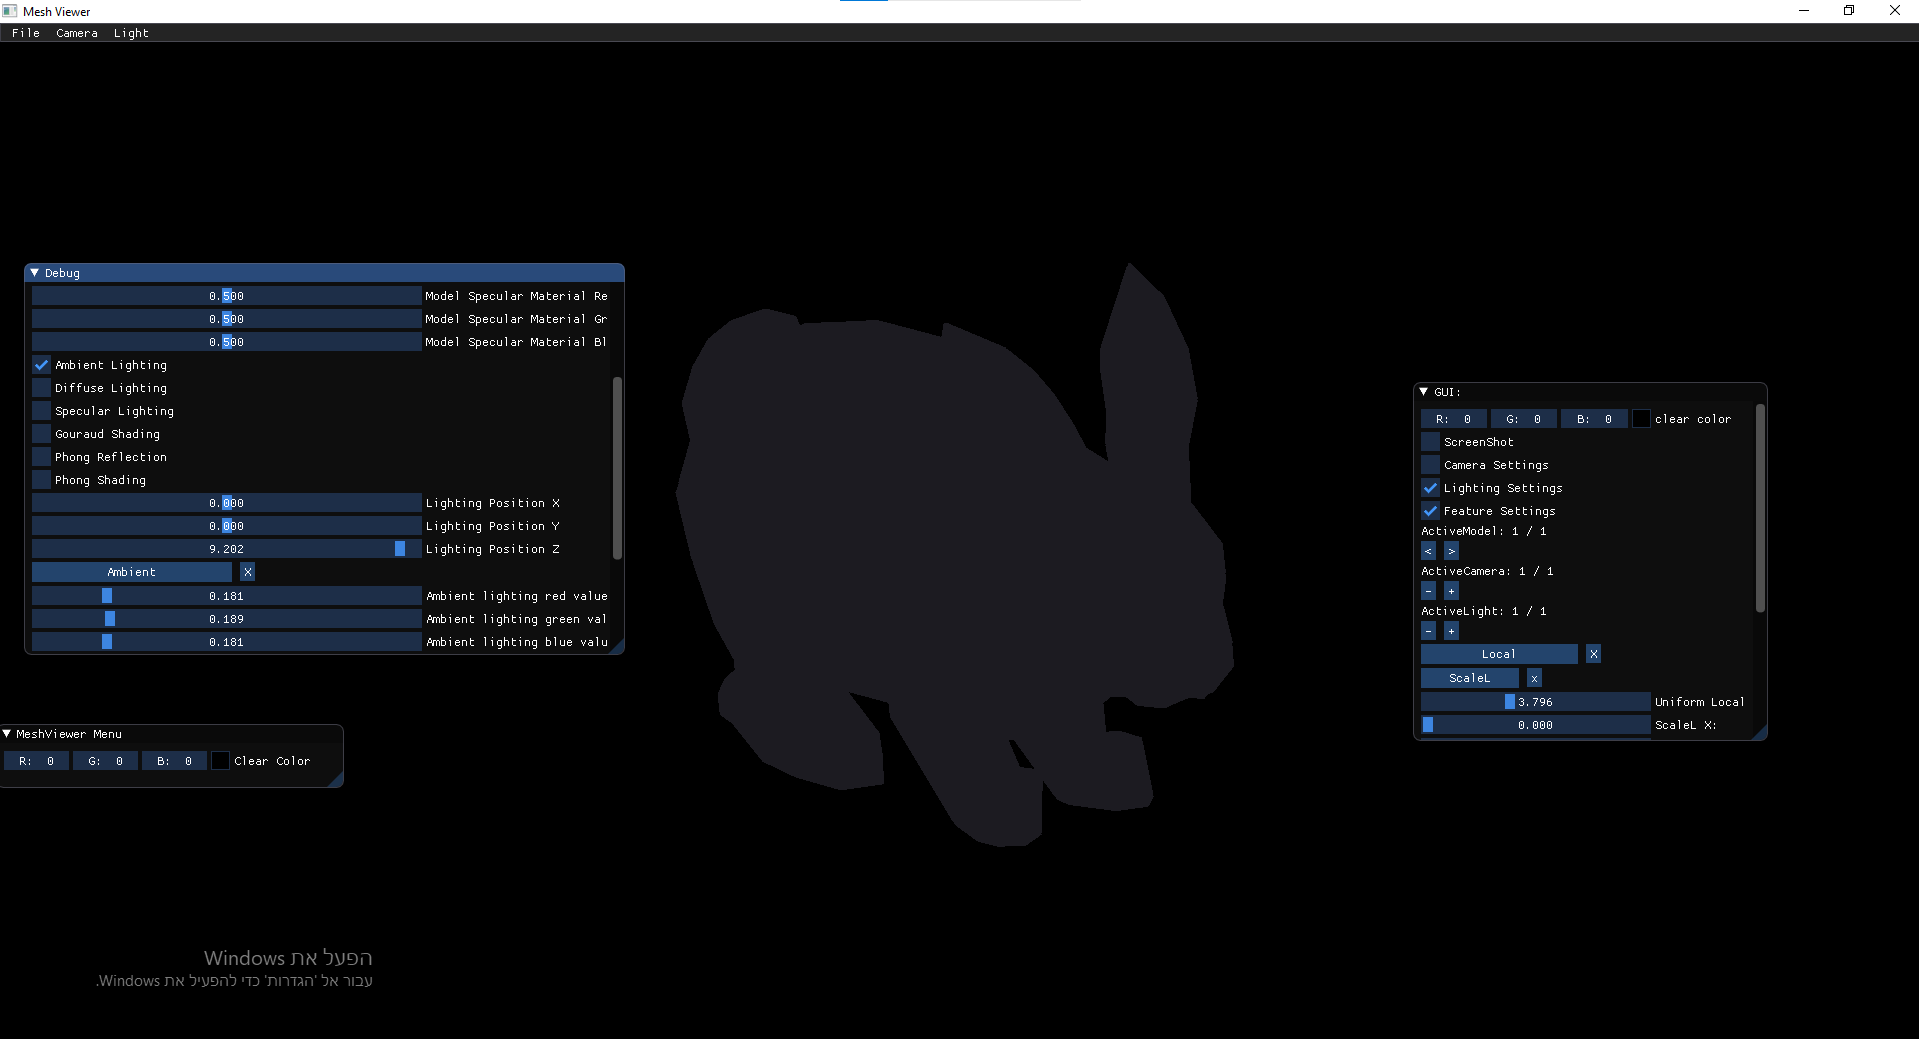 Mesh Viewer
File Camera Light
Debug
0.500 Model Specular Material Re
0.500 Model Specular Material Gr
0.500 Model Specular Material Bl
Ambient Lighting
Diffuse Lighting
Specular Lighting
Gouraud Shading
Phong Reflection
Phong Shading
0.000 Lighting Position X
0.000 Lighting Position Y
9.202 Lighting Position Z
Ambient X
0.181 Ambient lighting red value
0.189 Ambient lighting green val
0.181 Ambient lighting blue valu
GUI:
R: 0 G: 0 B: 0 clear color
ScreenShot
Camera Settings
Lighting Settings
Feature Settings
ActiveModel: 1 / 1
< >
ActiveCamera: 1 / 1
- +
ActiveLight: 1 / 1
- +
Local X
ScaleL x
3.796 Uniform Local
0.000 ScaleL X:
MeshViewer Menu
R: 0 G: 0 B: 0 Clear Color
הפעל את Windows
עבור אל 'הגדרות' כדי להפעיל את Windows.